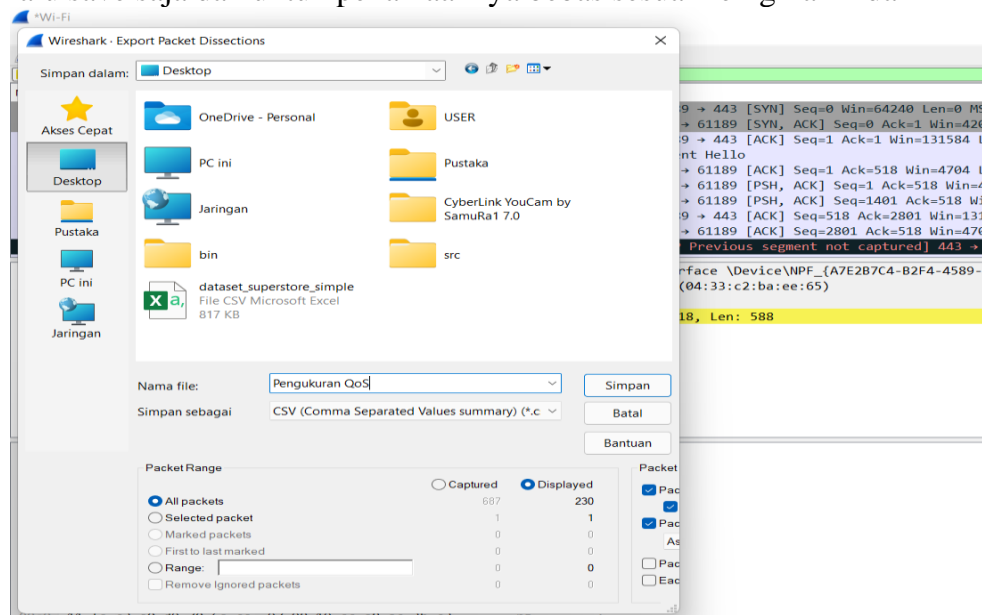 *Wi-Fi
Wireshark · Export Packet Dissections
Simpan dalam: Desktop
Akses Cepat
Desktop
Pustaka
PC ini
Jaringan
OneDrive - Personal
USER
PC ini
Pustaka
Jaringan
CyberLink YouCam by
SamuRa1 7.0
bin
src
dataset_superstore_simple
File CSV Microsoft Excel
817 KB
Nama file: Pengukuran QoS Simpan
Simpan sebagai CSV (Comma Separated Values summary) (*.c Batal
Bantuan
Packet Range
Captured Displayed
All packets 687 230
Selected packet 1 1
Marked packets 0 0
First to last marked 0 0
Range: 0 0
Remove Ignored packets 0 0
Packet
Pac
Pac
As
Pac
Eac
9 → 443 [SYN] Seq=0 Win=64240 Len=0 MS
→ 61189 [SYN, ACK] Seq=0 Ack=1 Win=420
9 → 443 [ACK] Seq=1 Ack=1 Win=131584 L
nt Hello
→ 61189 [ACK] Seq=1 Ack=518 Win=4704 L
→ 61189 [PSH, ACK] Seq=1 Ack=518 Win=4
→ 61189 [PSH, ACK] Seq=1401 Ack=518 Wi
9 → 443 [ACK] Seq=518 Ack=2801 Win=131
→ 61189 [ACK] Seq=2801 Ack=518 Win=470
Previous segment not captured] 443 →
rface \Device\NPF_{A7E2B7C4-B2F4-4589-
(04:33:c2:ba:ee:65)
18, Len: 588